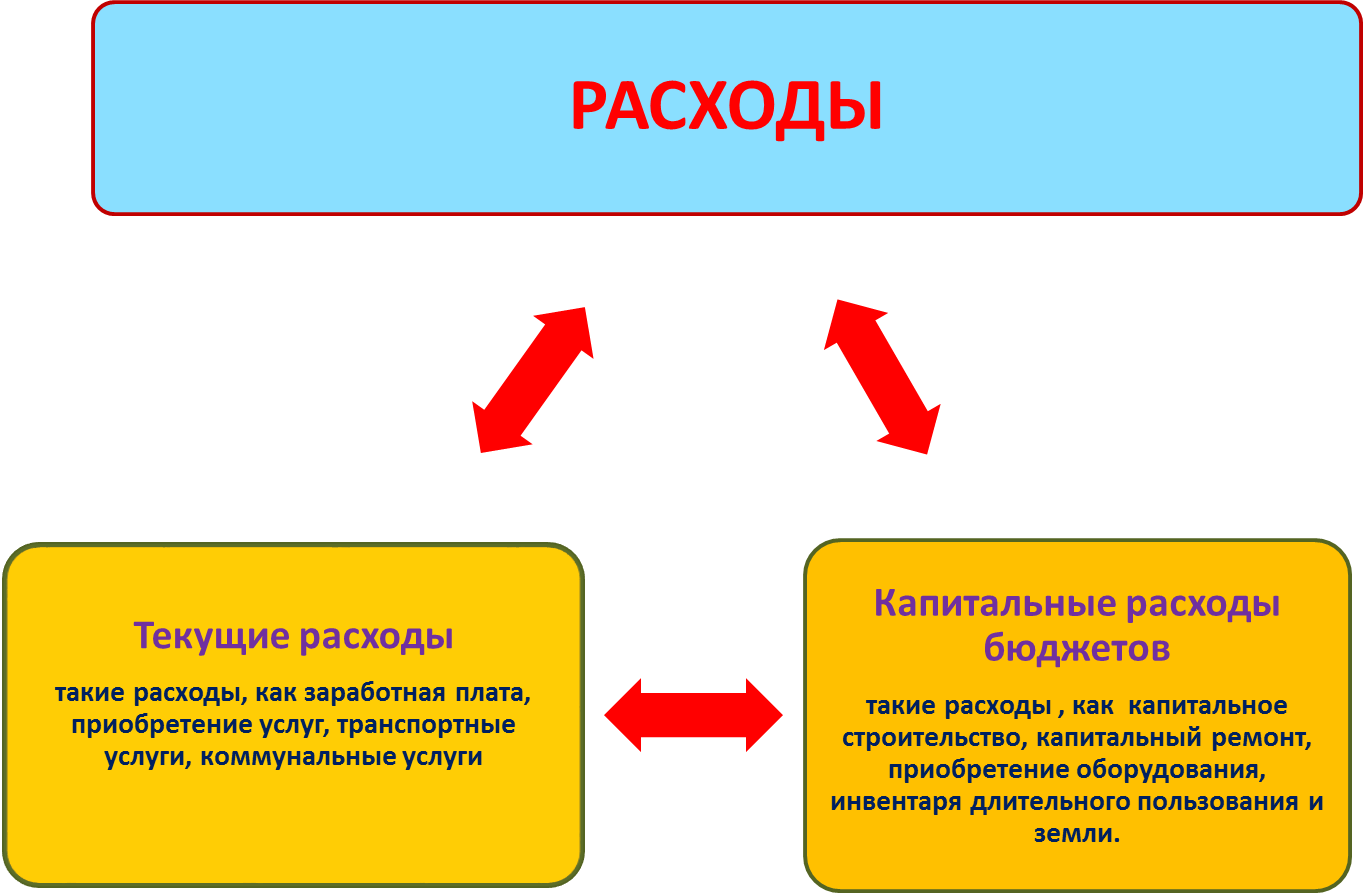 РАСХОДЫ
Текущие расходы
такие расходы, как заработная плата,
приобретение услуг, транспортные
услуги, коммунальные услуги
Капитальные расходы
бюджетов
такие расходы , как  капитальное
строительство, капитальный ремонт,
приобретение оборудования,
инвентаря длительного пользования и
земли.